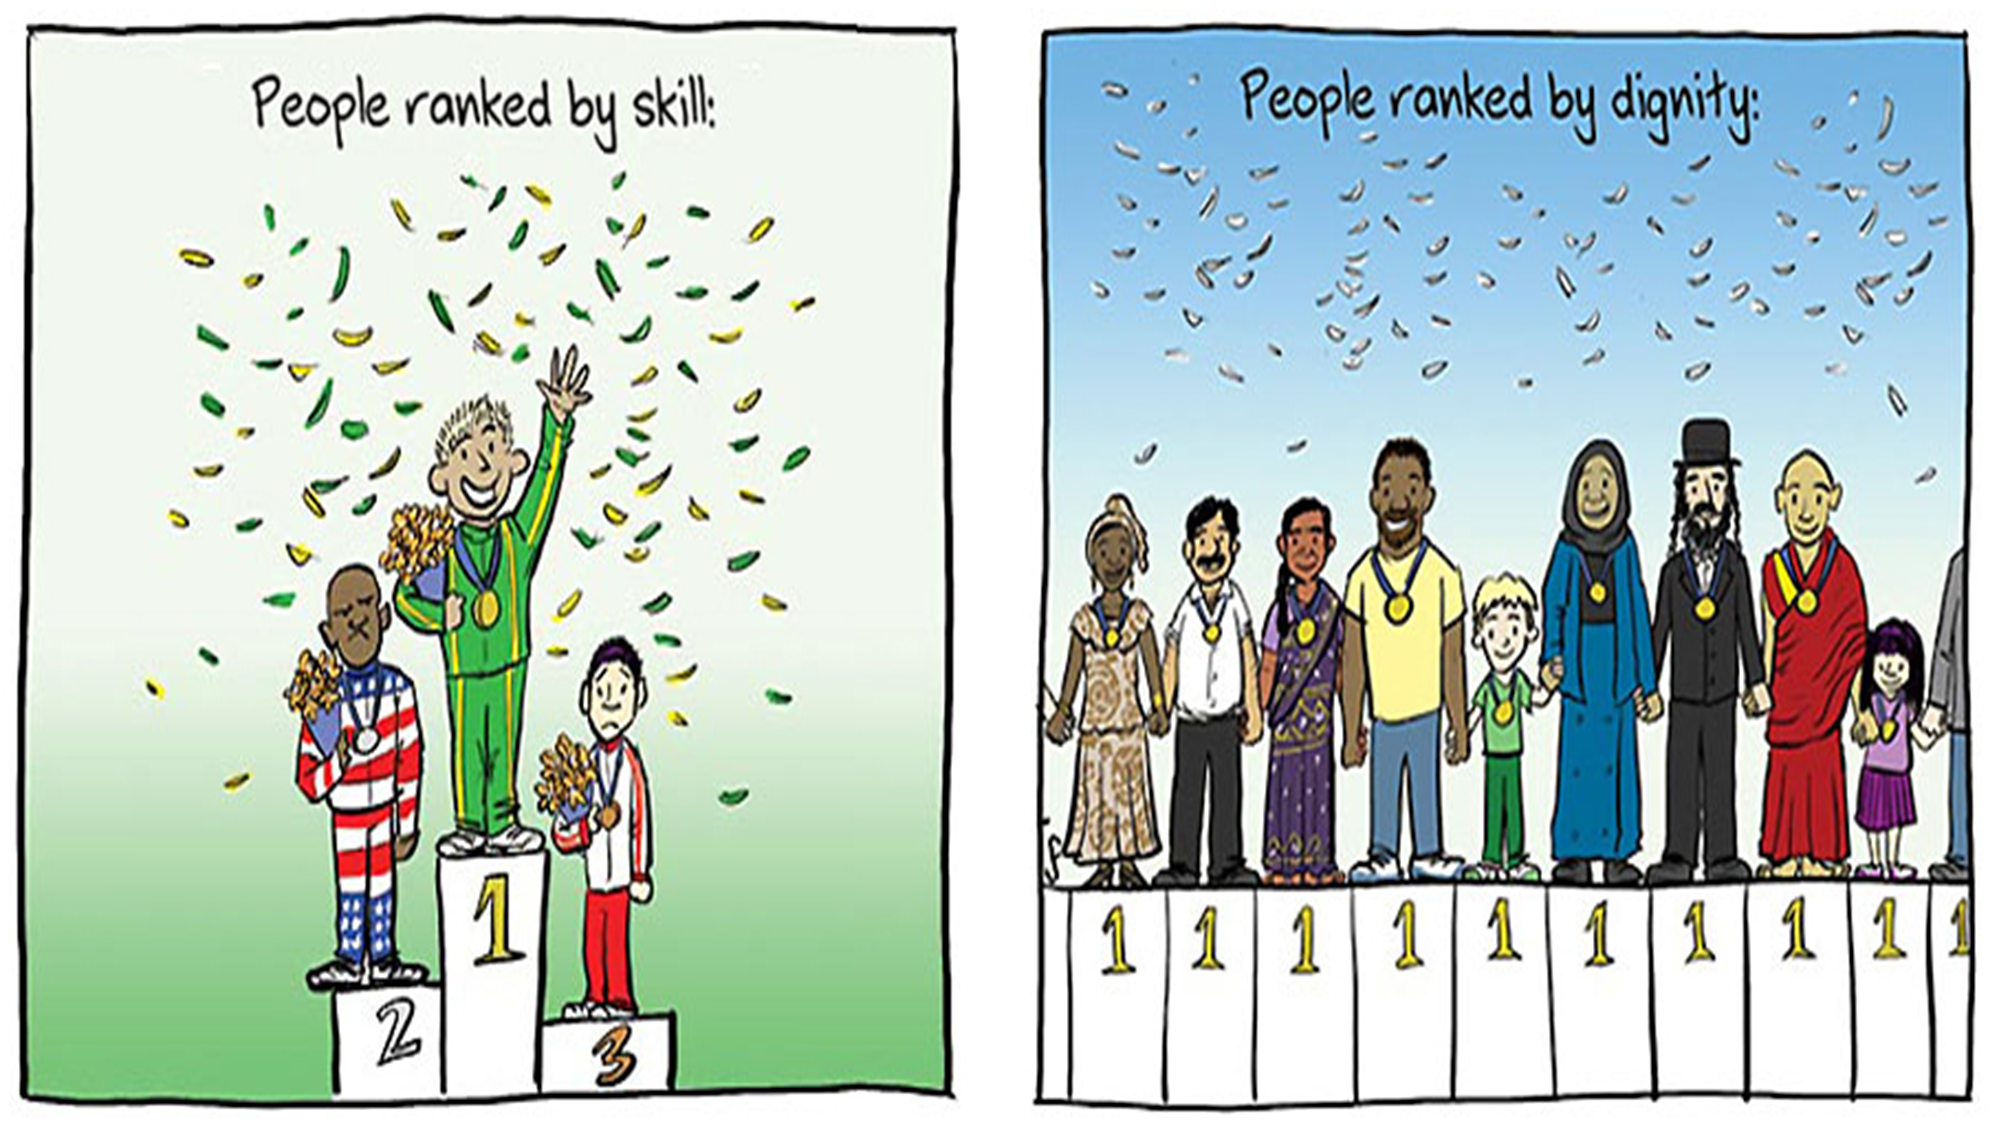 People ranked by skill:
1
2
3
People ranked by dignity:
1 1 1 1 1 1 1 1 1 1